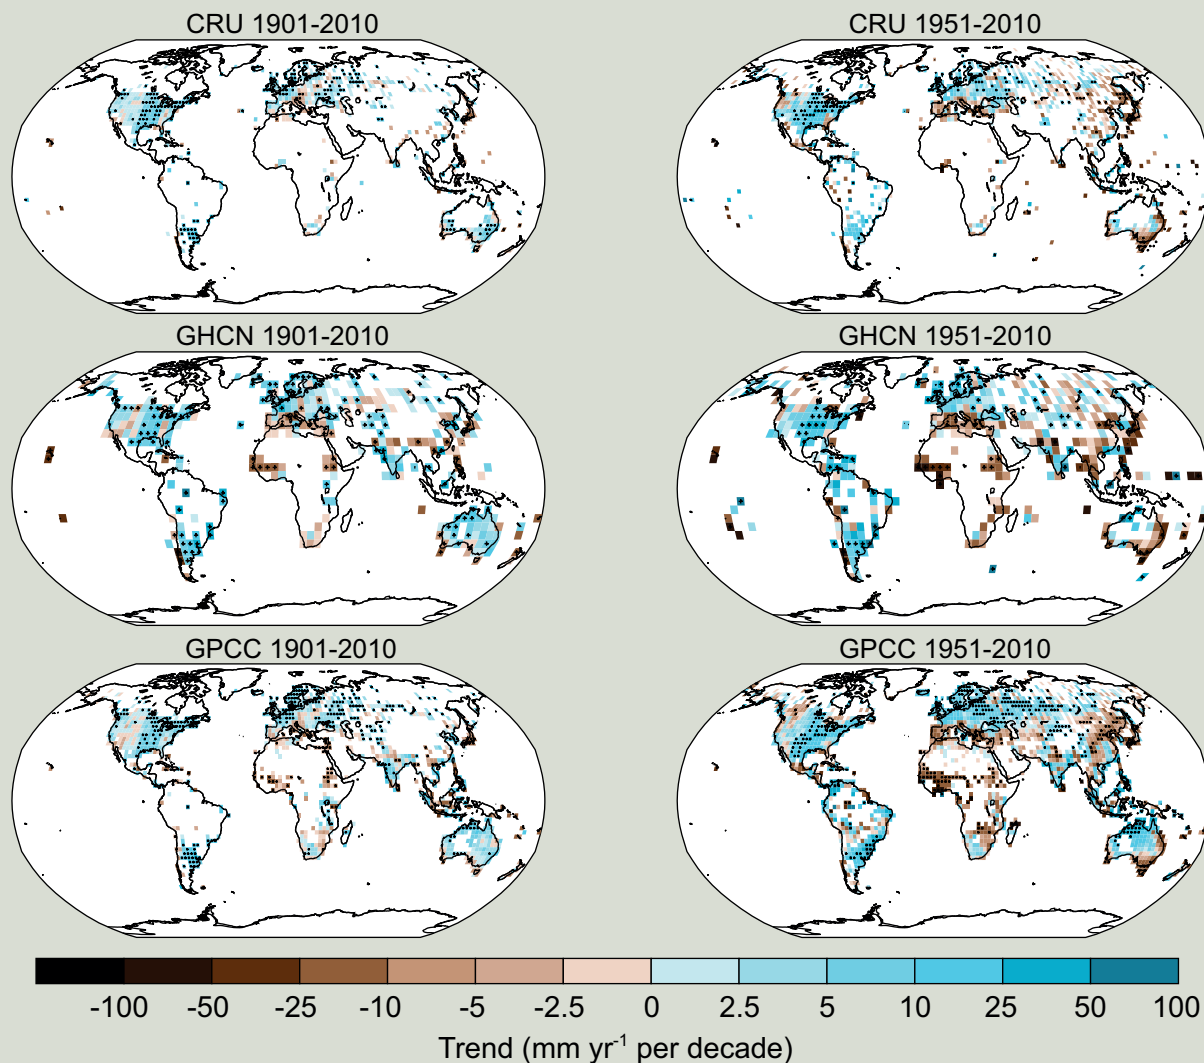 CRU 1901-2010
CRU 1951-2010
GHCN 1901-2010
GHCN 1951-2010
GPCC 1901-2010
GPCC 1951-2010
-100 -50 -25 -10 -5 -2.5 0 2.5 5 10 25 50 100
Trend (mm yr⁻¹ per decade)